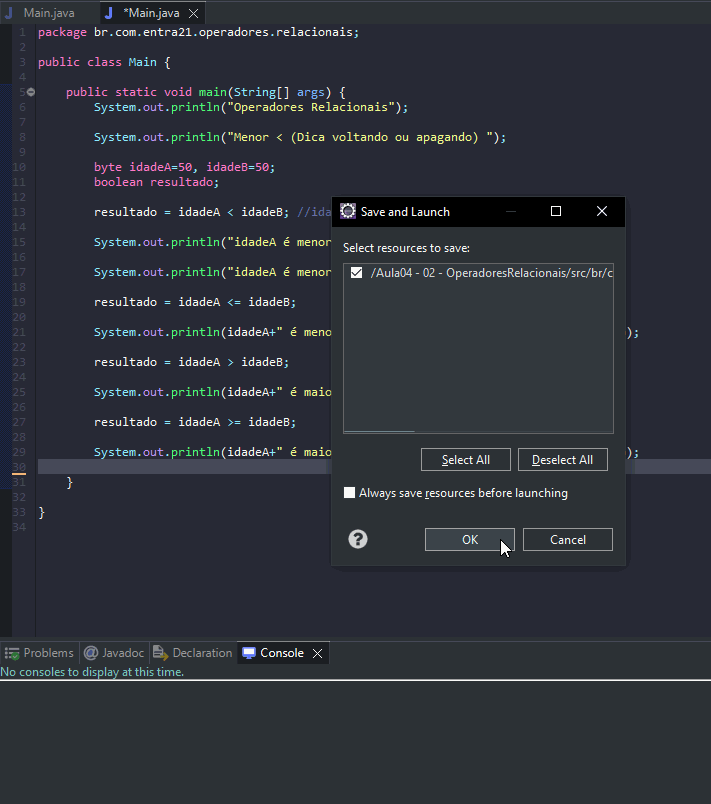 Main.java
*Main.java
1 package br.com.entra21.operadores.relacionais;
2
3 public class Main {
4
5 public static void main(String[] args) {
6 System.out.println("Operadores Relacionais");
7
8 System.out.println("Menor < (Dica voltando ou apagando) ");
9
10 byte idadeA=50, idadeB=50;
11 boolean resultado;
12
13 resultado = idadeA < idadeB; //ida
14
15 System.out.println("idadeA é menor
16
17 System.out.println("idadeA é menor
18
19 resultado = idadeA <= idadeB;
20
21 System.out.println(idadeA+" é meno );
22
23 resultado = idadeA > idadeB;
24
25 System.out.println(idadeA+" é maio
26
27 resultado = idadeA >= idadeB;
28
29 System.out.println(idadeA+" é maio );
30
31 }
32
33 }
34
Save and Launch
Select resources to save:
/Aula04 - 02 - OperadoresRelacionais/src/br/c
Select All
Deselect All
Always save resources before launching
?
OK
Cancel
Problems
@ Javadoc
Declaration
Console
No consoles to display at this time.